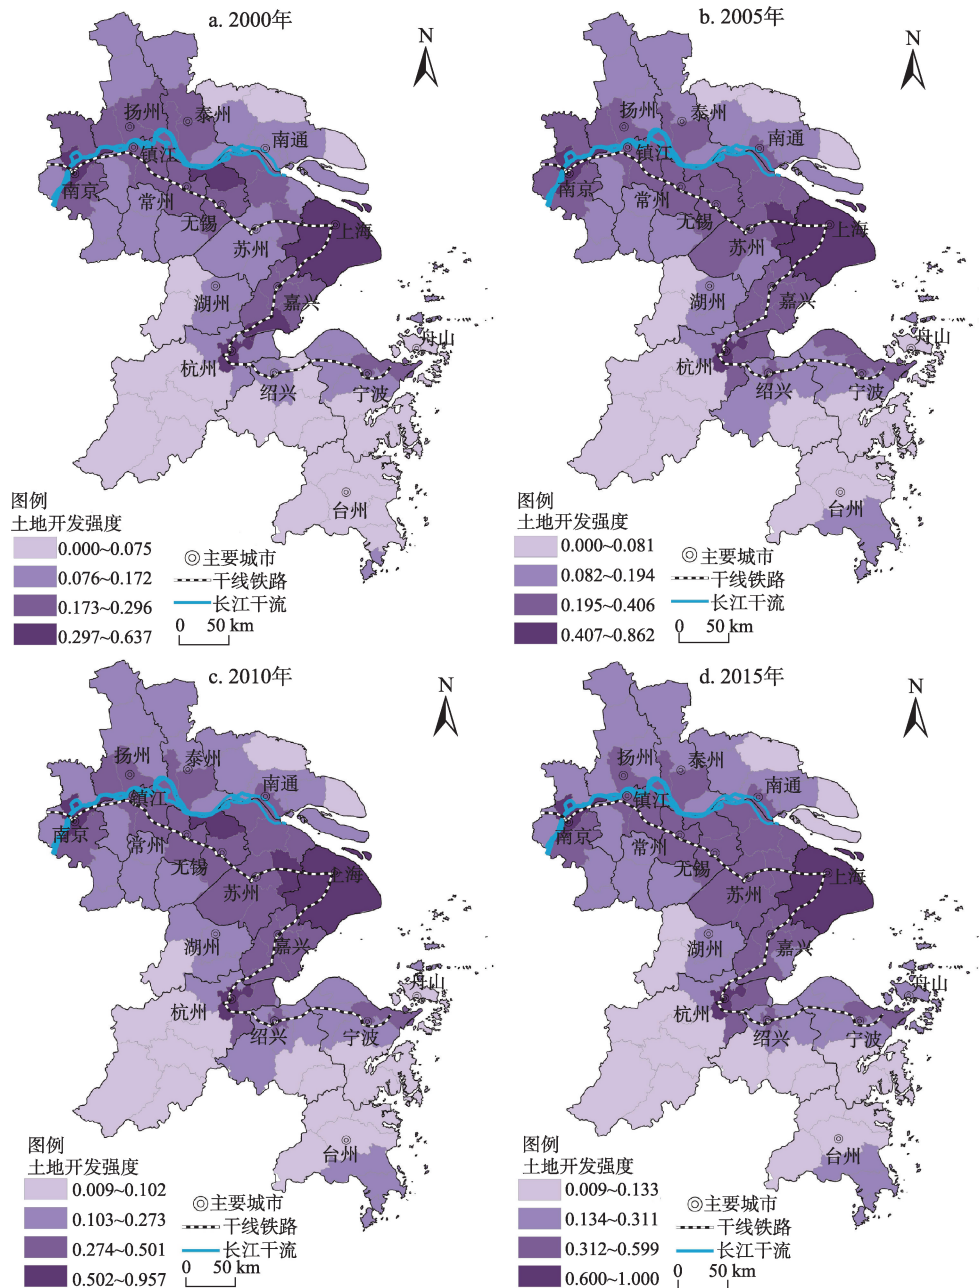 a. 2000年
N
扬州
泰州
南通
镇江
南京
常州
无锡
苏州
上海
湖州
嘉兴
杭州
绍兴
宁波
舟山
台州
图例
土地开发强度
0.000~0.075
0.076~0.172
0.173~0.296
0.297~0.637
主要城市
干线铁路
长江干流
0 50 km
b. 2005年
N
扬州
泰州
南通
镇江
南京
常州
无锡
苏州
上海
湖州
嘉兴
杭州
绍兴
宁波
舟山
台州
图例
土地开发强度
0.000~0.081
0.082~0.194
0.195~0.406
0.407~0.862
主要城市
干线铁路
长江干流
0 50 km
c. 2010年
N
扬州
泰州
南通
镇江
南京
常州
无锡
苏州
上海
湖州
嘉兴
杭州
绍兴
宁波
舟山
台州
图例
土地开发强度
0.009~0.102
0.103~0.273
0.274~0.501
0.502~0.957
主要城市
干线铁路
长江干流
0 50 km
d. 2015年
N
扬州
泰州
南通
镇江
南京
常州
无锡
苏州
上海
湖州
嘉兴
杭州
绍兴
宁波
舟山
台州
图例
土地开发强度
0.009~0.133
0.134~0.311
0.312~0.599
0.600~1.000
主要城市
干线铁路
长江干流
0 50 km